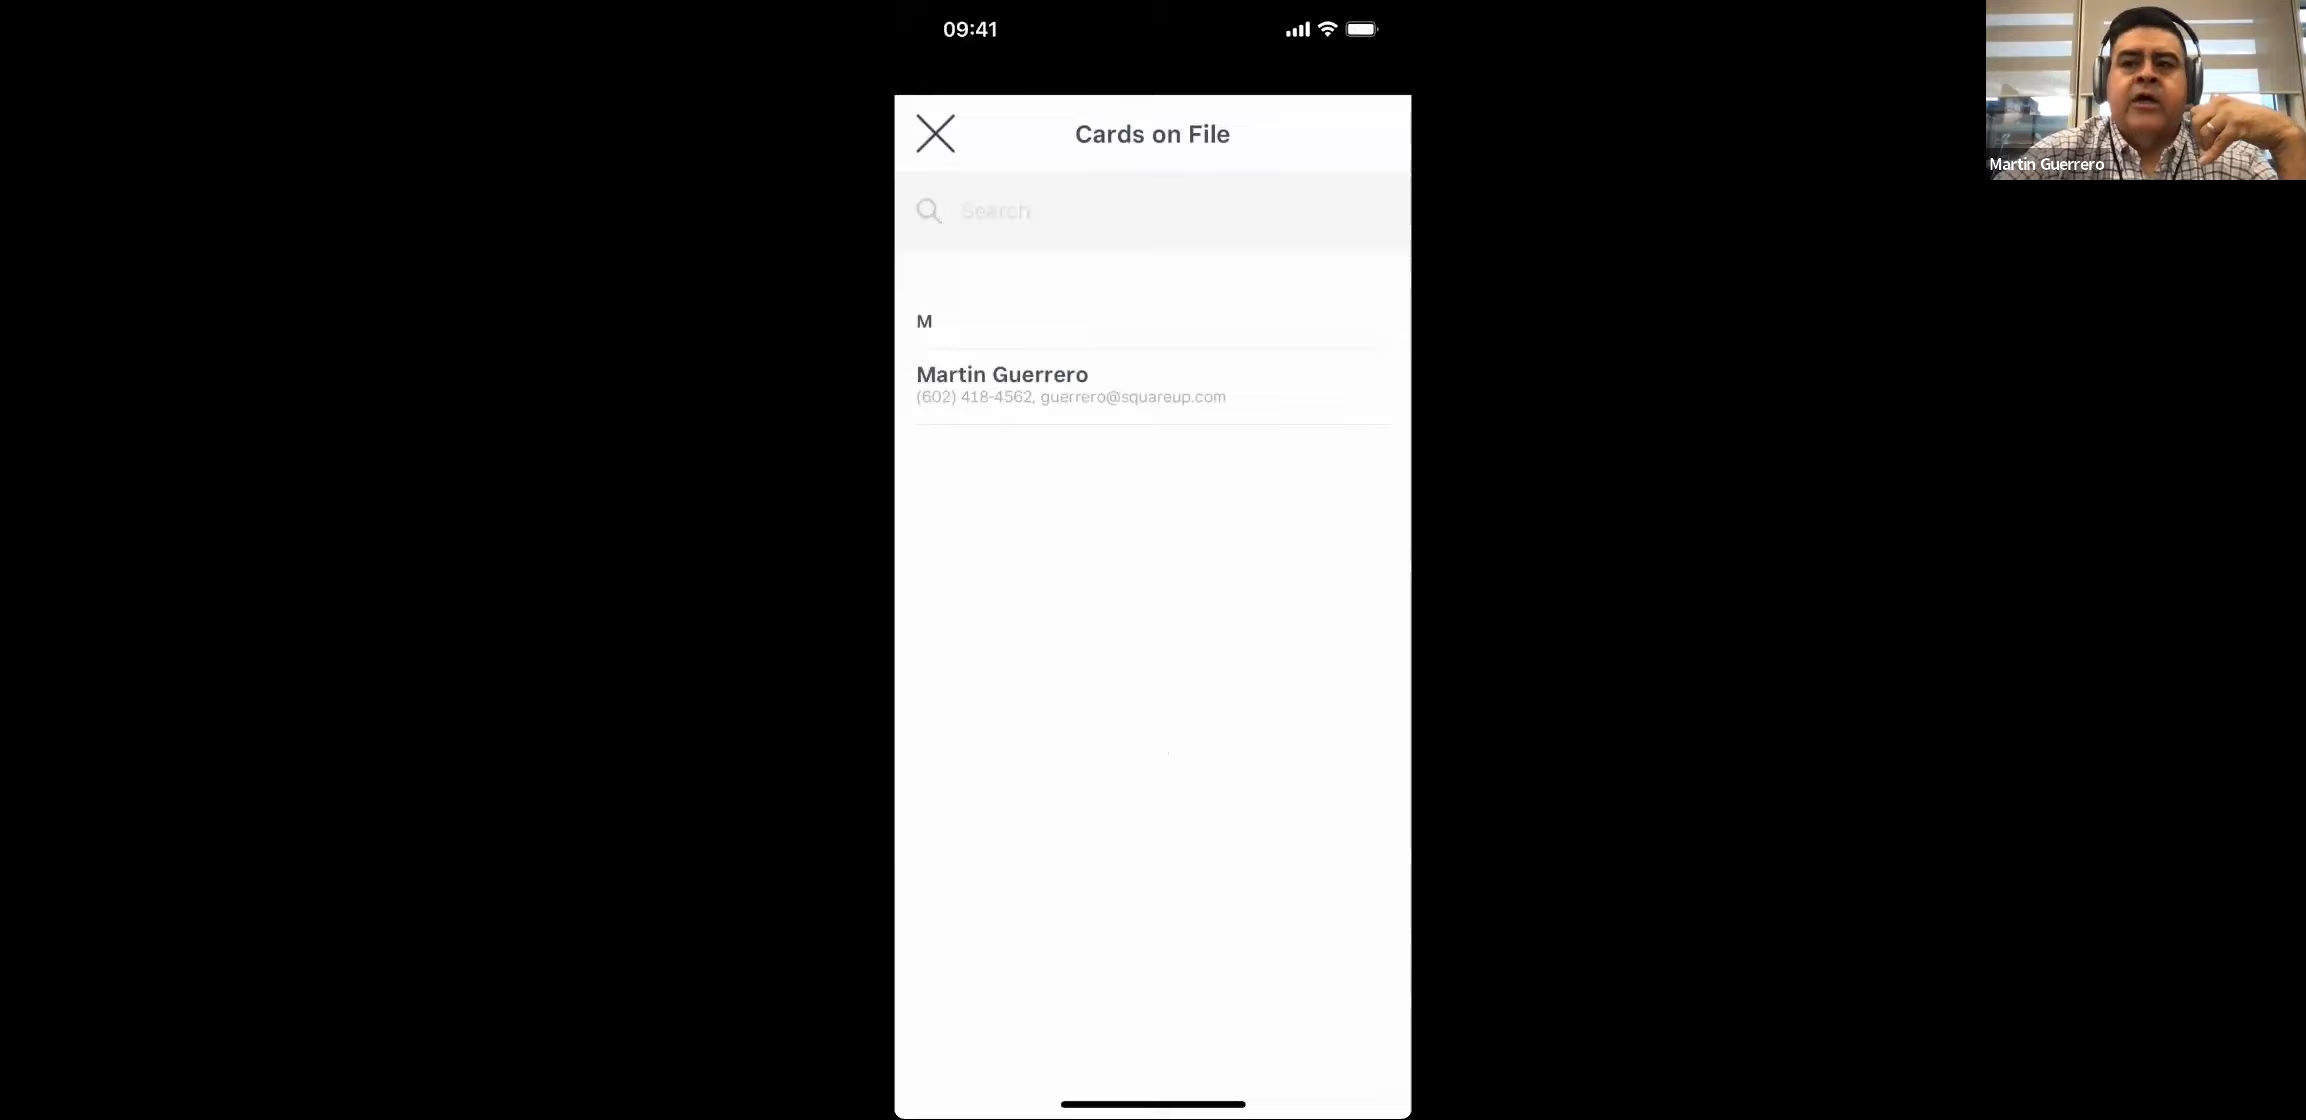 09:41
Cards on File
Search
M
Martin Guerrero
(602) 418-4562, guerrero@squareup.com
Martin Guerrero